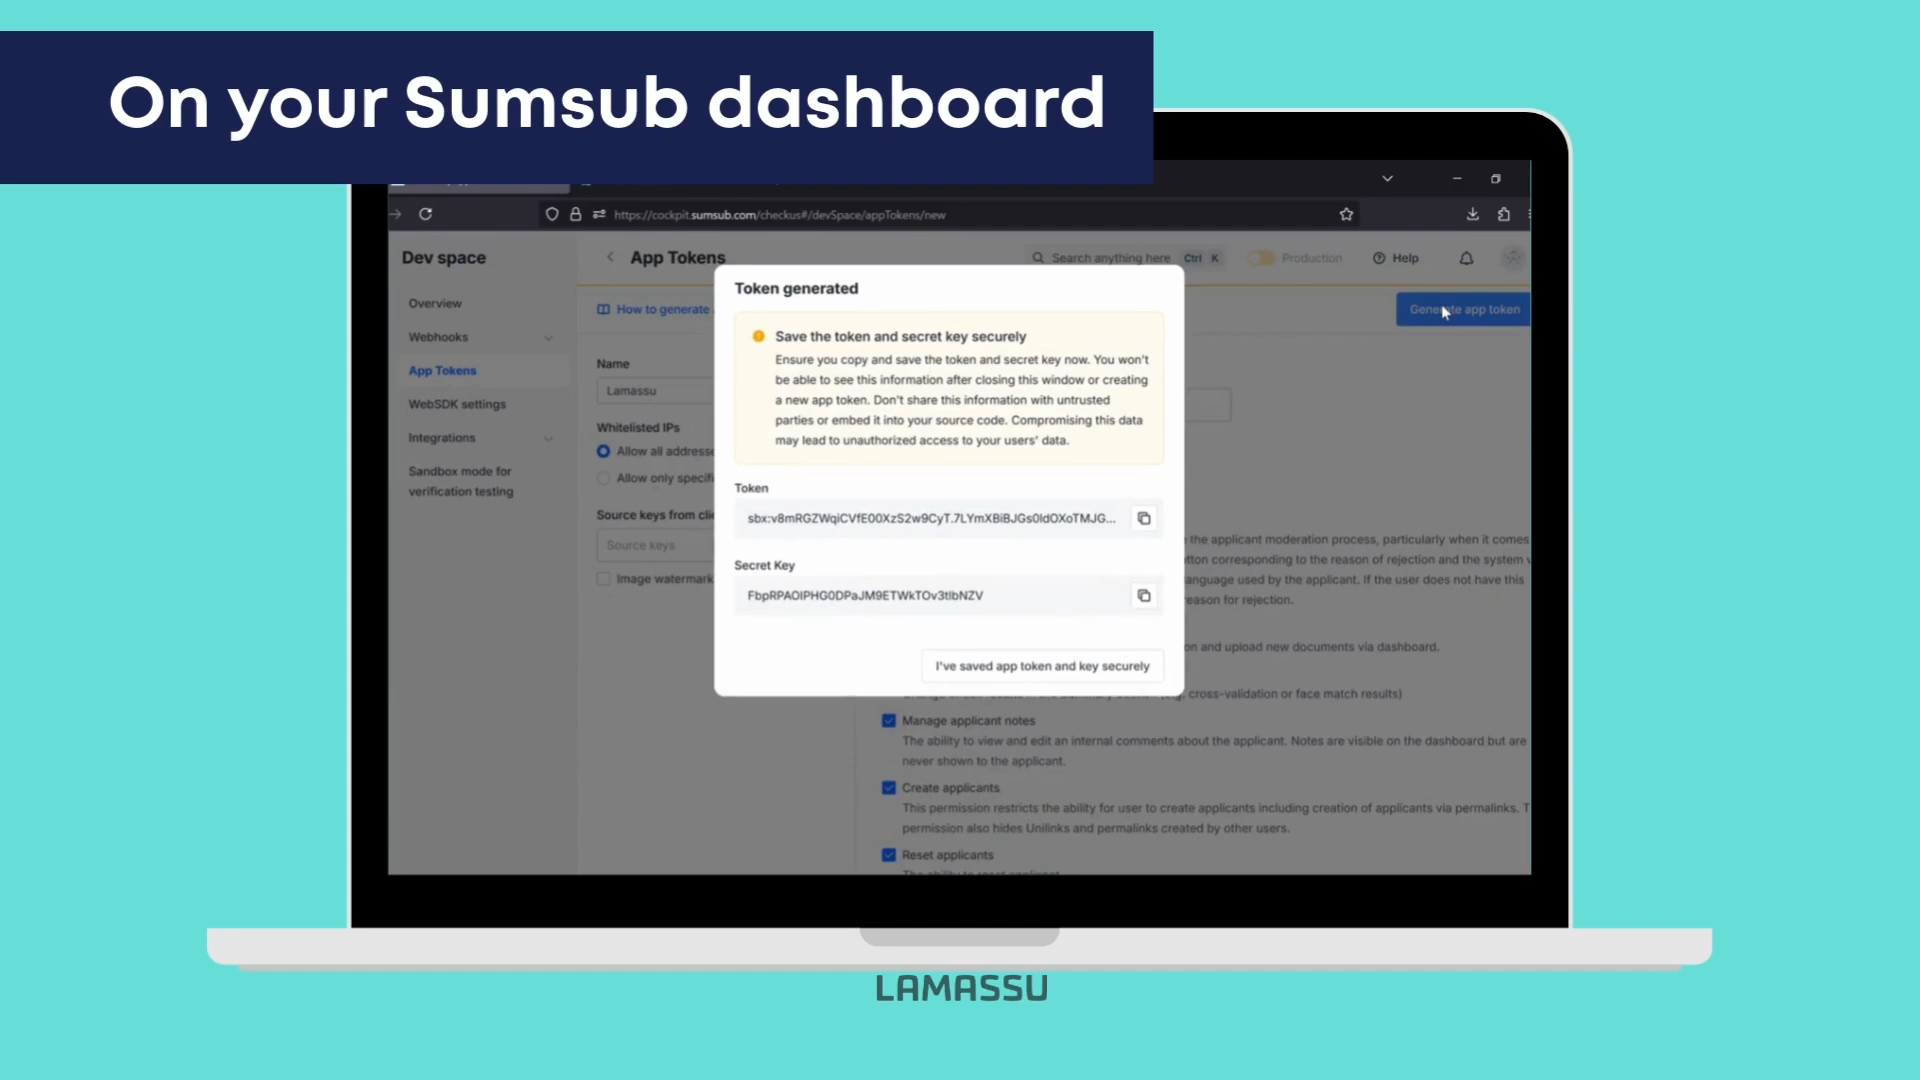 On your Sumsub dashboard
https://cockpit.sumsub.com/checkus#/devSpace/appTokens/new
Dev space
App Tokens
Search anything here Ctrl K
Production
Help
Overview
Webhooks
App Tokens
WebSDK settings
Integrations
Sandbox mode for
verification testing
How to generate
Generate app token
Name
Lamassu
Whitelisted IPs
Allow all
Allow only
Source keys from
Source keys
Image watermark
Token generated
Save the token and secret key securely
Ensure you copy and save the token and secret key now. You won't
be able to see this information after closing this window or creating
a new app token. Don't share this information with untrusted
parties or embed it into your source code. Compromising this data
may lead to unauthorized access to your users' data.
Token
Secret Key
I've saved app token and key securely
the applicant moderation process, particularly when it comes
corresponding to the reason of rejection and the system
used by the applicant. If the user does not have this
for rejection.
and upload new documents via dashboard.
cross-validation or face match results)
Manage applicant notes
The ability to view and edit an internal comments about the applicant. Notes are visible on the dashboard but are
never shown to the applicant.
Create applicants
This permission restricts the ability for user to create applicants including creation of applicants via permalinks. T
permission also hides Unilinks and permalinks created by other users.
Reset applicants
LAMASSU